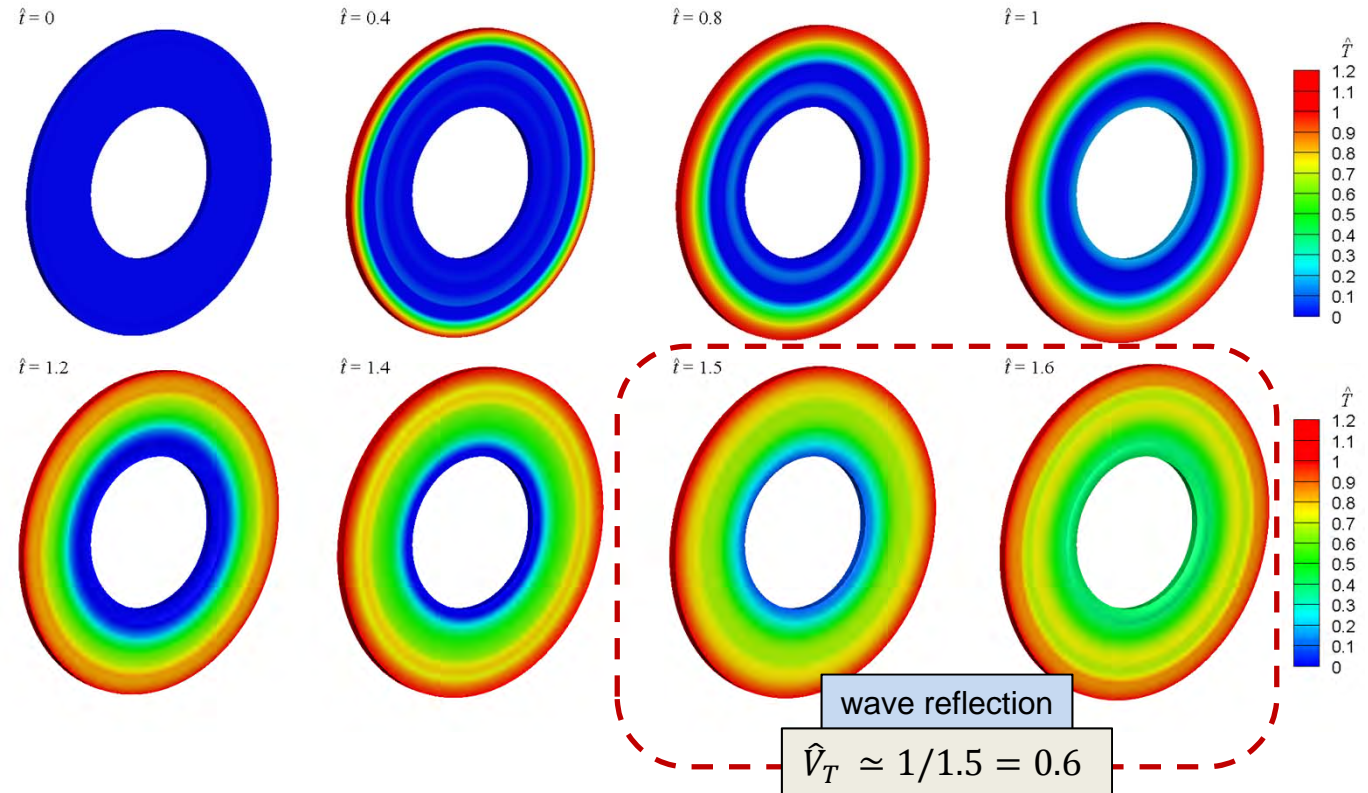 t̂ = 0
t̂ = 0.4
t̂ = 0.8
t̂ = 1
T̂
1.2
1.1
1
0.9
0.8
0.7
0.6
0.5
0.4
0.3
0.2
0.1
0
t̂ = 1.2
t̂ = 1.4
t̂ = 1.5
t̂ = 1.6
T̂
1.2
1.1
1
0.9
0.8
0.7
0.6
0.5
0.4
0.3
0.2
0.1
0
wave reflection
V̂_T ≃ 1/1.5 = 0.6